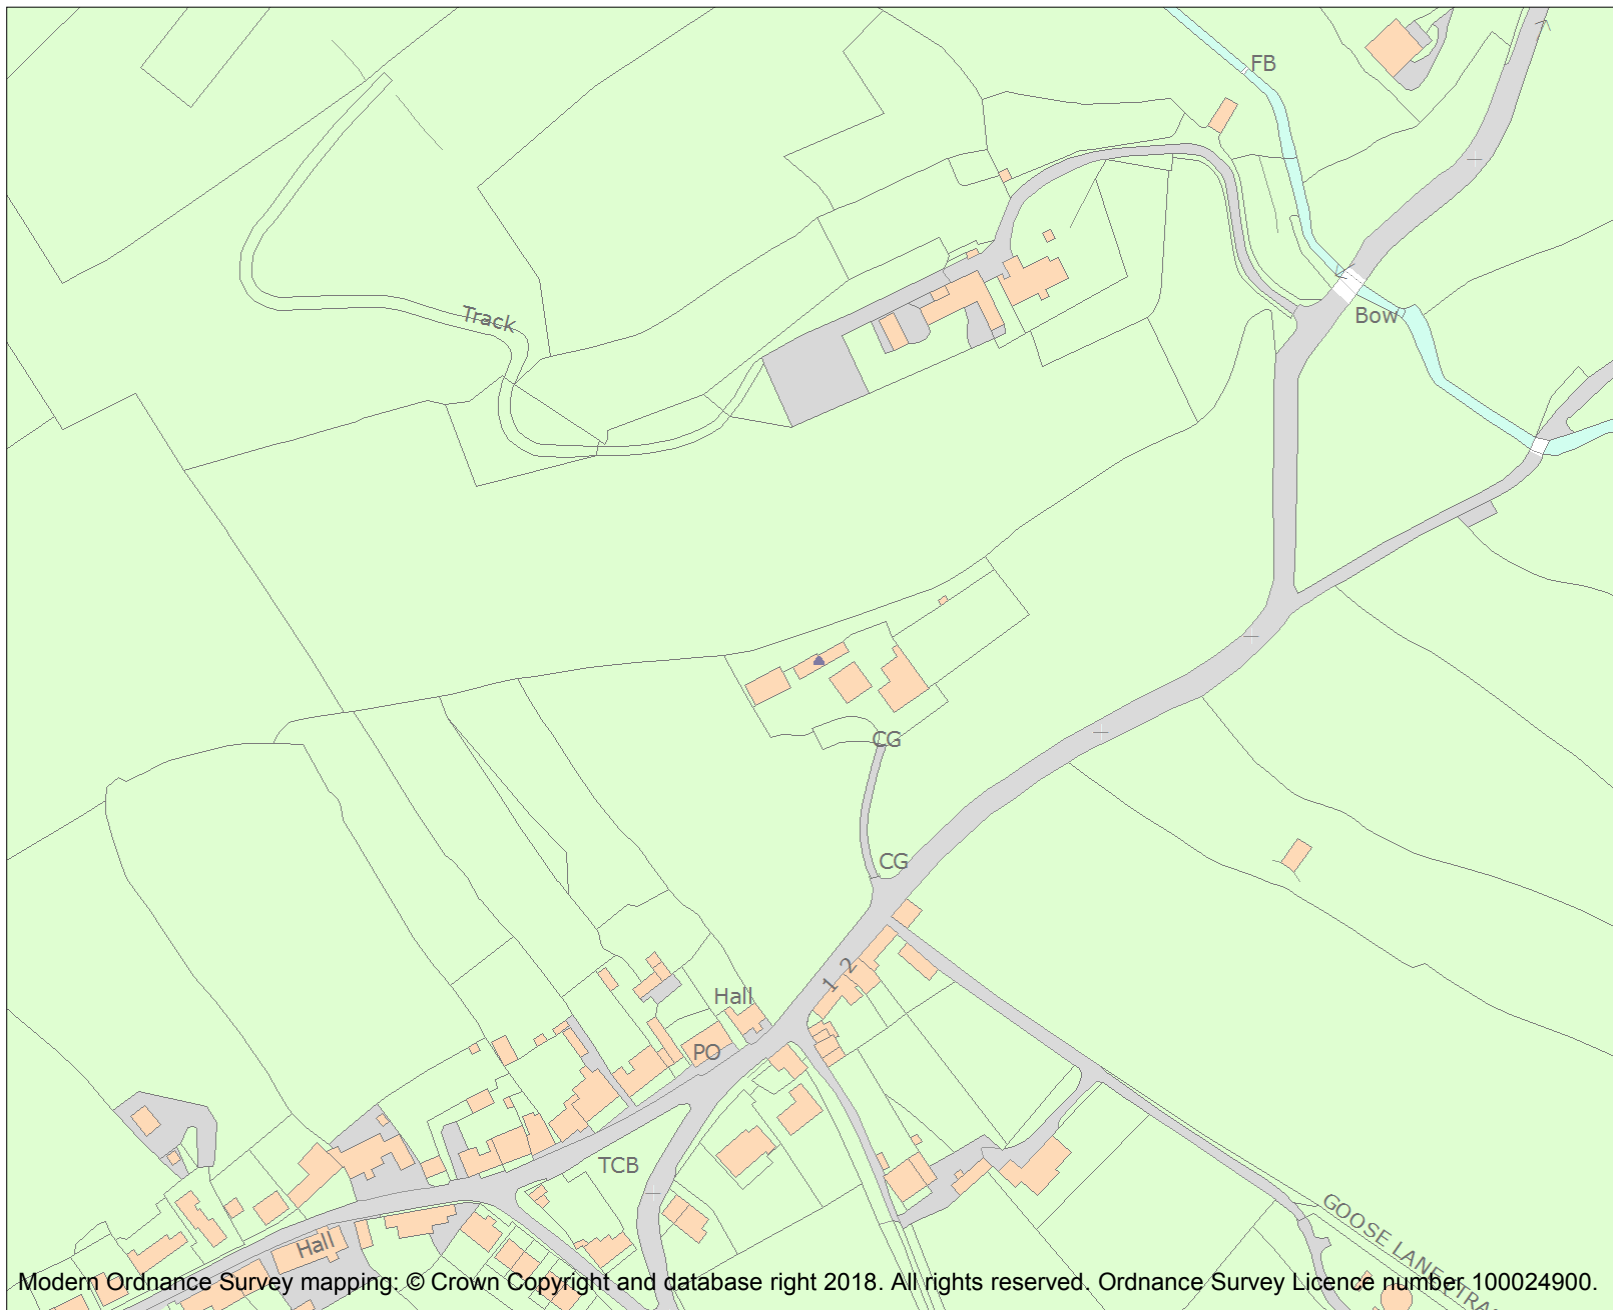 FB
Track
Bow
CG
CG
1 2
Hall
PO
TCB
GOOSE LANE
Hall
Modern Ordnance Survey mapping: © Crown Copyright and database right 2018. All rights reserved. Ordnance Survey Licence number 100024900.